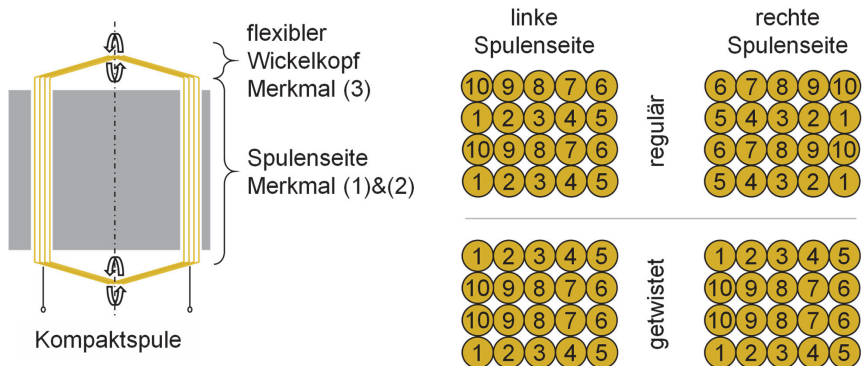 flexibler
Wickelkopf
Merkmal (3)
Spulenseite
Merkmal (1)&(2)
Kompaktspule
linke
Spulenseite
rechte
Spulenseite
regulär
10 9 8 7 6
1 2 3 4 5
10 9 8 7 6
1 2 3 4 5
6 7 8 9 10
5 4 3 2 1
6 7 8 9 10
5 4 3 2 1
getwistet
1 2 3 4 5
10 9 8 7 6
10 9 8 7 6
1 2 3 4 5
1 2 3 4 5
10 9 8 7 6
10 9 8 7 6
1 2 3 4 5